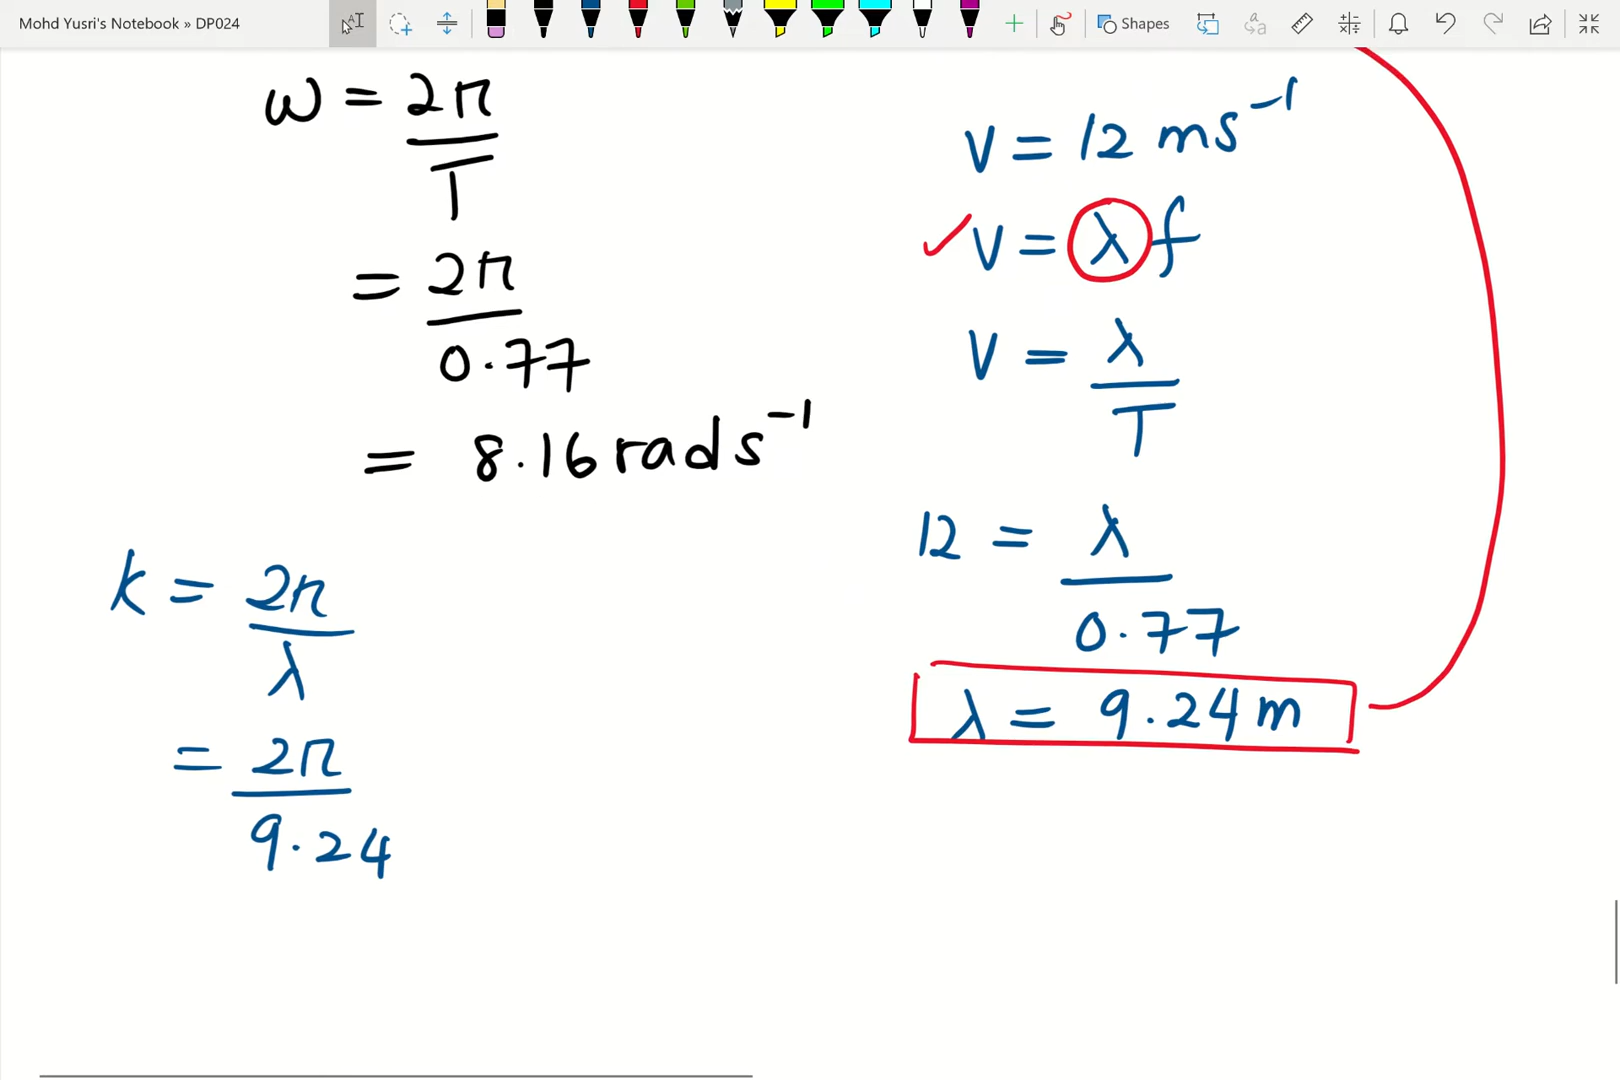 Mohd Yusri's Notebook » DP024
Shapes
ω = 2π
T
= 2π
0.77
= 8.16 rad s⁻¹
k = 2π
λ
= 2π
9.24
v = 12 ms⁻¹
✓ v = λf
v = λ
T
12 = λ
0.77
λ = 9.24 m